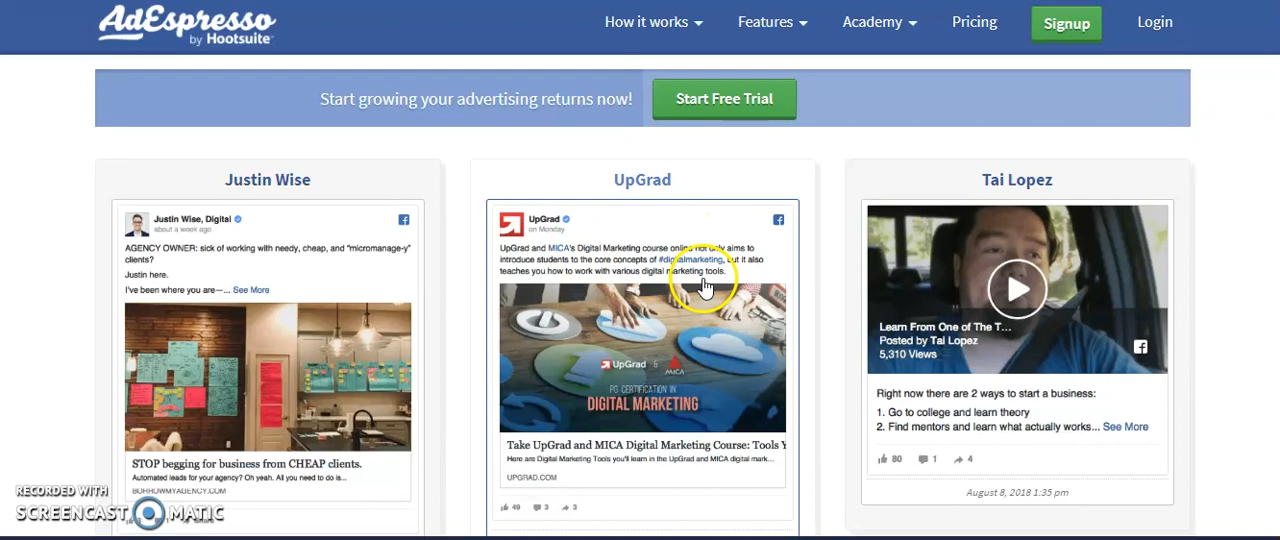 AdEspresso
by Hootsuite
How it works
Features
Academy
Pricing
Signup
Login
Start growing your advertising returns now!
Start Free Trial
Justin Wise
Justin Wise, Digital
about a week ago
AGENCY OWNER: sick of working with needy, cheap, and "micromanage-y"
clients?
Justin here.
I've been where you are—... See More
STOP begging for business from CHEAP clients.
Automated leads for your agency? Oh yeah. All you need to do is...
BORROWMYAGENCY.COM
Share
UpGrad
UpGrad
on Monday
UpGrad and MICA's Digital Marketing course online not only aims to
introduce students to the core concepts of #digitalmarketing, but it also
teaches you how to work with various digital marketing tools.
UpGrad & MICA
PG CERTIFICATION IN
DIGITAL MARKETING
Take UpGrad and MICA Digital Marketing Course: Tools Y
Here are Digital Marketing Tools you'll learn in the UpGrad and MICA digital mark...
UPGRAD.COM
49 3 3
Tai Lopez
Learn From One of The T...
Posted by Tai Lopez
5,310 Views
Right now there are 2 ways to start a business:
1. Go to college and learn theory
2. Find mentors and learn what actually works... See More
80 1 4
August 8, 2018 1:35 pm
RECORDED WITH
SCREENCAST MATIC